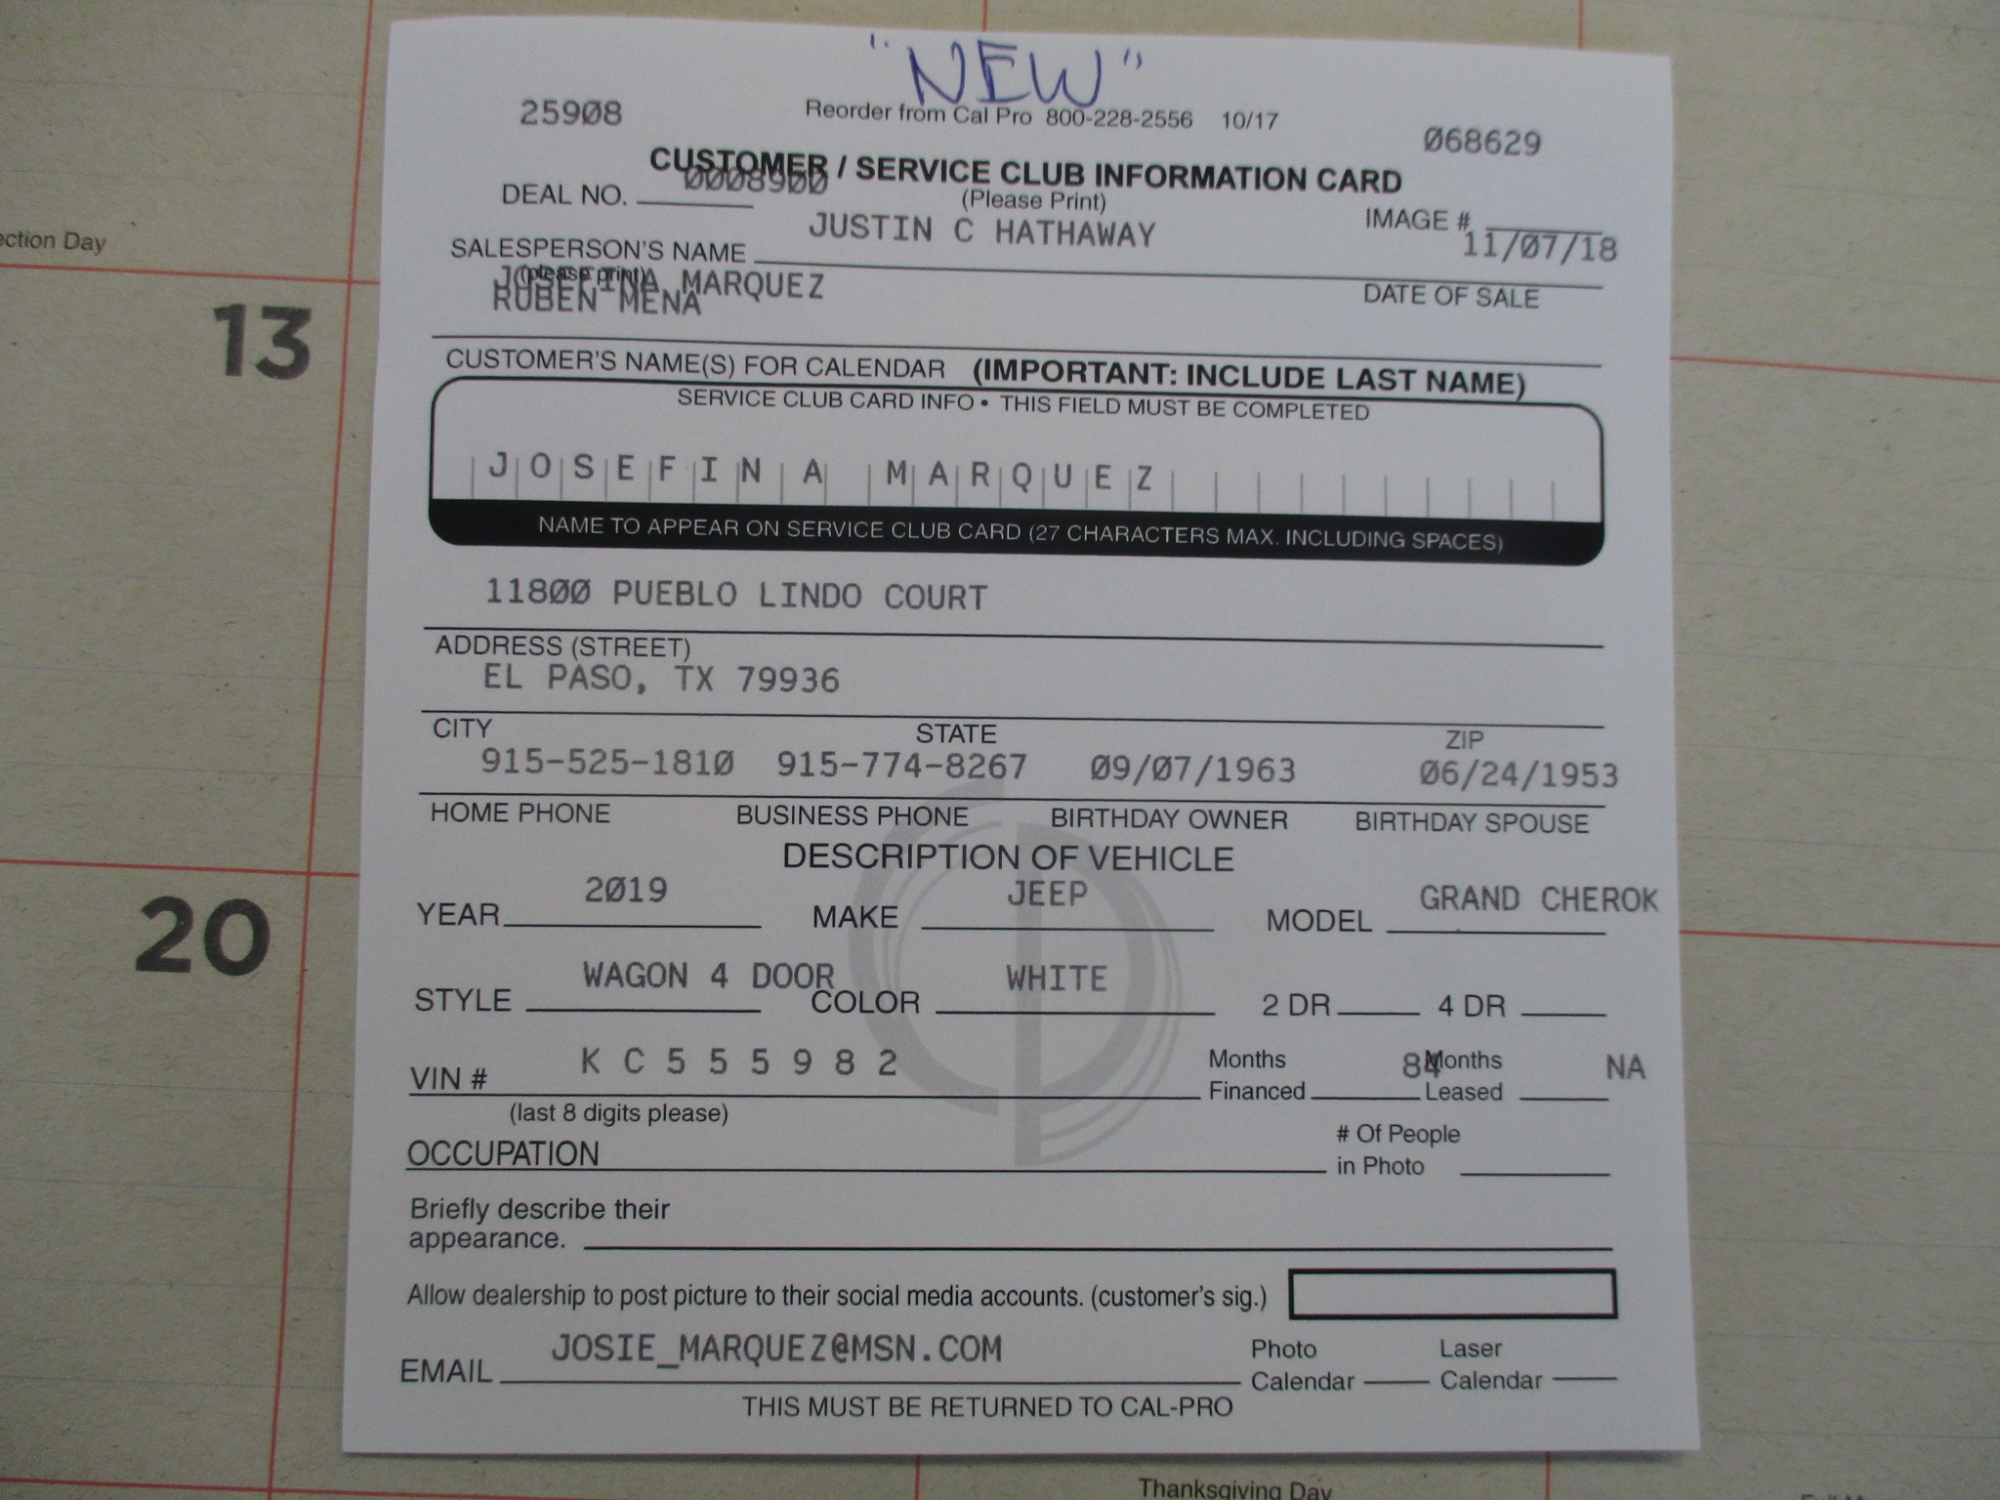 "NEW"
25908 Reorder from Cal Pro 800-228-2556 10/17 068629
CUSTOMER / SERVICE CLUB INFORMATION CARD
DEAL NO. 0008900 (Please Print) IMAGE #
SALESPERSON'S NAME JUSTIN C HATHAWAY 11/07/18
(please print) DATE OF SALE
JOSEFINA MARQUEZ
RUBEN MENA
CUSTOMER'S NAME(S) FOR CALENDAR (IMPORTANT: INCLUDE LAST NAME)
SERVICE CLUB CARD INFO • THIS FIELD MUST BE COMPLETED
JOSEFINA MARQUEZ
NAME TO APPEAR ON SERVICE CLUB CARD (27 CHARACTERS MAX. INCLUDING SPACES)
11800 PUEBLO LINDO COURT
ADDRESS (STREET)
EL PASO, TX 79936
CITY STATE ZIP
915-525-1810 915-774-8267 09/07/1963 06/24/1953
HOME PHONE BUSINESS PHONE BIRTHDAY OWNER BIRTHDAY SPOUSE
DESCRIPTION OF VEHICLE
YEAR 2019 MAKE JEEP MODEL GRAND CHEROK
STYLE WAGON 4 DOOR COLOR WHITE 2 DR 4 DR
VIN # K C 5 5 5 9 8 2 Months Financed 84 Months Leased NA
(last 8 digits please)
OCCUPATION # Of People in Photo
Briefly describe their
appearance.
Allow dealership to post picture to their social media accounts. (customer's sig.)
EMAIL JOSIE_MARQUEZ@MSN.COM Photo Calendar Laser Calendar
THIS MUST BE RETURNED TO CAL-PRO
ection Day
13
20
Thanksgiving Day